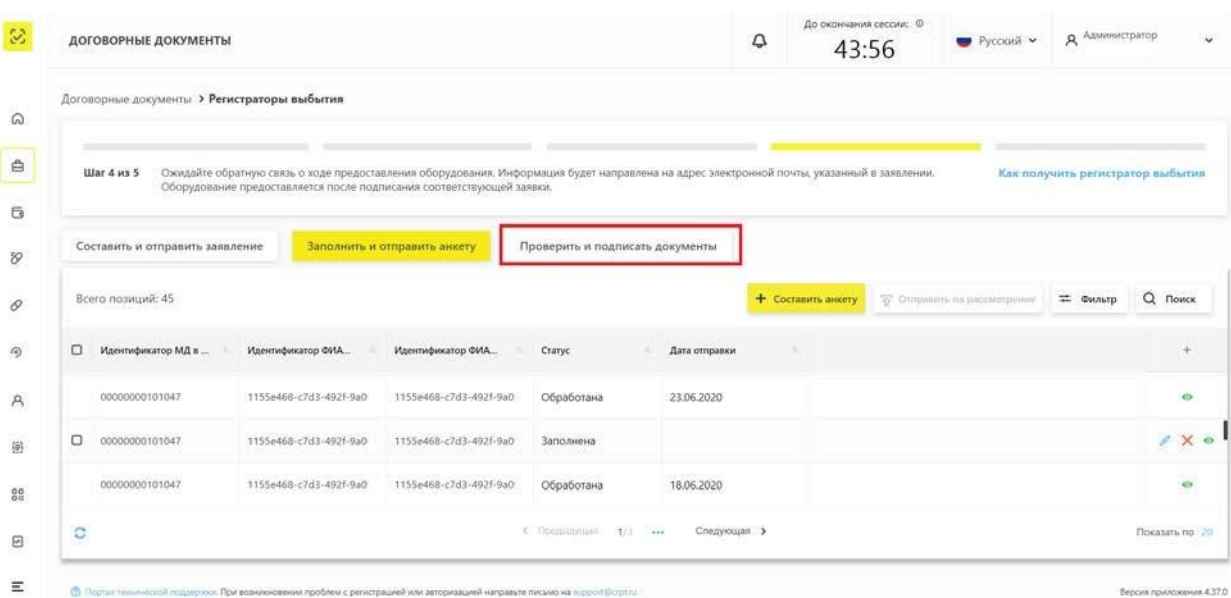 До окончания сессии:
ДОГОВОРНЫЕ ДОКУМЕНТЫ
43:56
Русский
Администратор
Договорные документы > Регистраторы выбытия
Шаг 4 из 5
Ожидайте обратную связь о ходе предоставления оборудования. Информация будет направлена на адрес электронной почты, указанный в заявлении.
Оборудование предоставляется после подписания соответствующей заявки.
Как получить регистратор выбытия
Составить и отправить заявление
Заполнить и отправить анкету
Проверить и подписать документы
Всего позиций: 45
+ Составить анкету
Отправить на рассмотрение
Фильтр
Поиск
Идентификатор МД в ...
Идентификатор ФИА...
Идентификатор ФИА...
Статус
Дата отправки
+
00000000101047 1155e468-c7d3-492f-9a0 1155e468-c7d3-492f-9a0 Обработана 23.06.2020
00000000101047 1155e468-c7d3-492f-9a0 1155e468-c7d3-492f-9a0 Заполнена
00000000101047 1155e468-c7d3-492f-9a0 1155e468-c7d3-492f-9a0 Обработана 18.06.2020
< Предыдущая 1/3 ... Следующая >
Показать по 20
Портал технической поддержки. При возникновении проблем с регистрацией или авторизацией направьте письмо на support@crpt.ru
Версия приложения 4.37.0